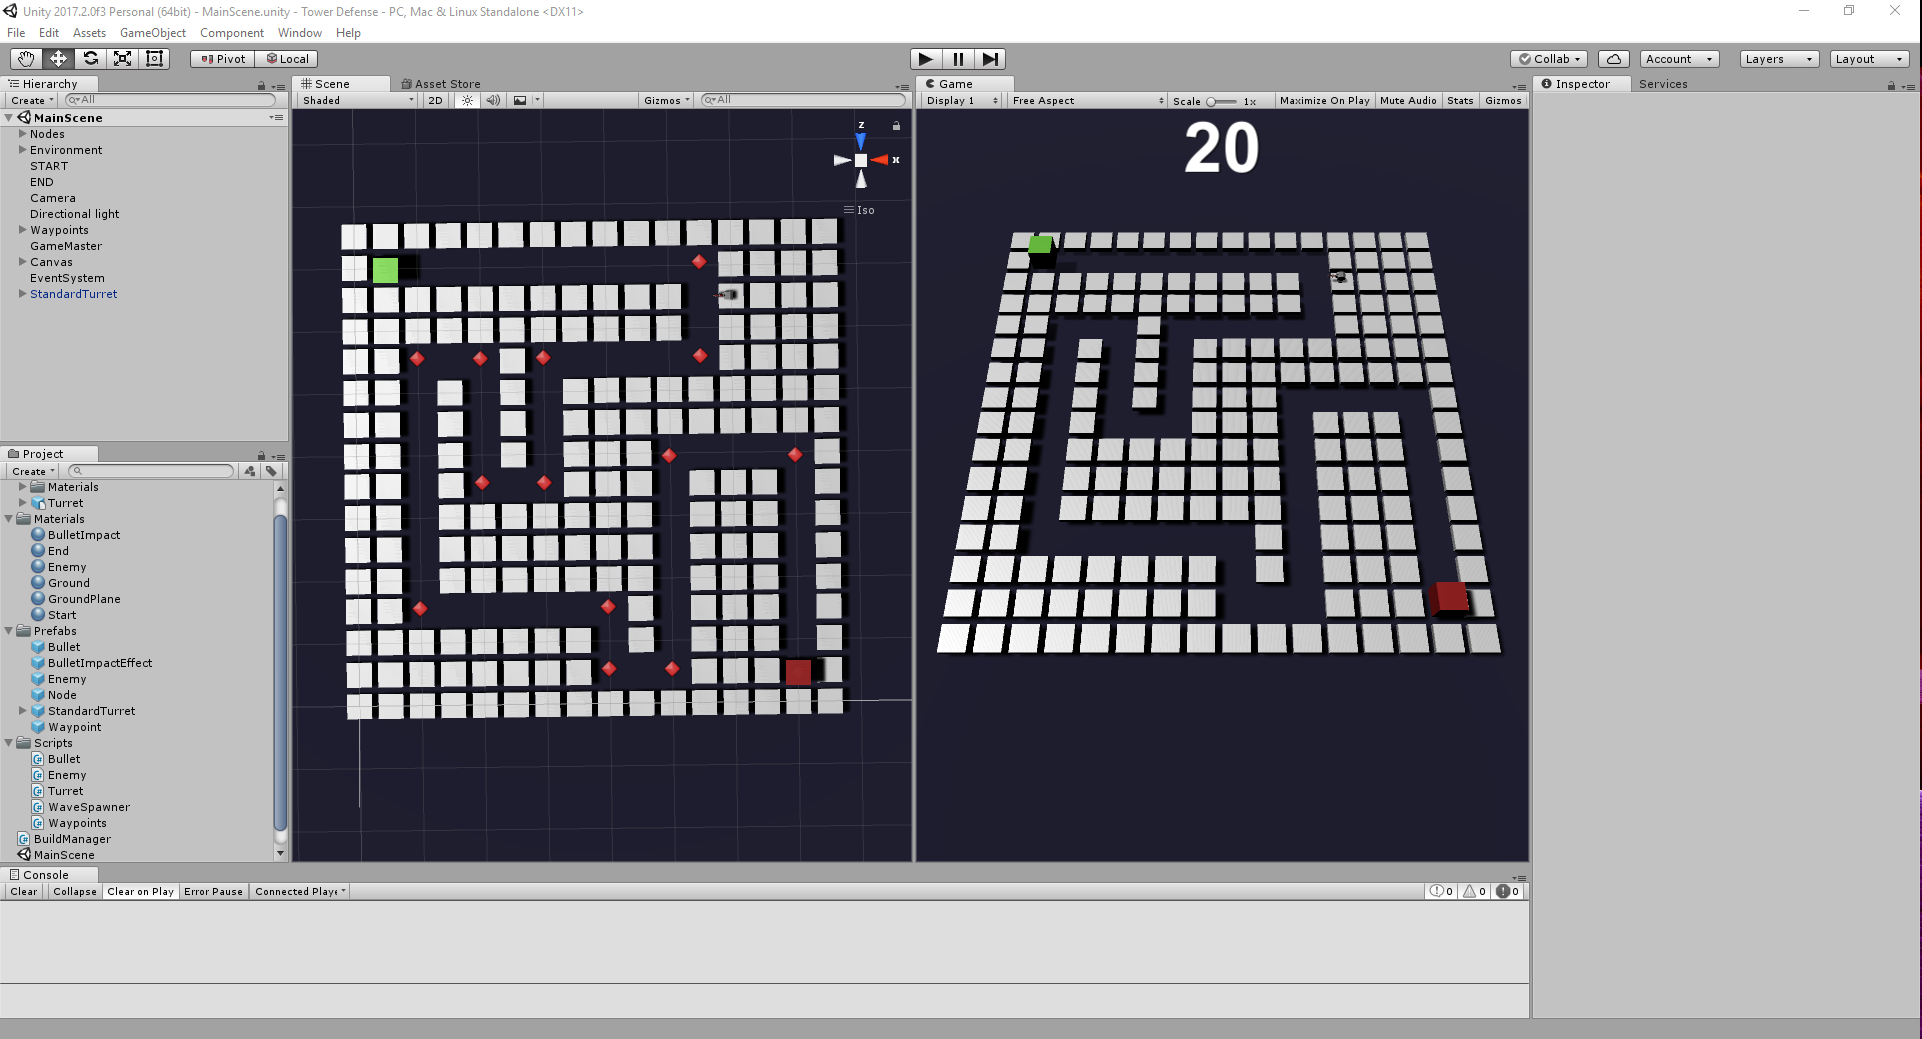 Unity 2017.2.0f3 Personal (64bit) - MainScene.unity - Tower Defense - PC, Mac & Linux Standalone <DX11>
File Edit Assets GameObject Component Window Help
Pivot Local Collab Account Layers Layout
Hierarchy
Create All
MainScene
Nodes
Environment
START
END
Camera
Directional light
Waypoints
GameMaster
Canvas
EventSystem
StandardTurret
Project
Create
Materials
Turret
Materials
BulletImpact
End
Enemy
Ground
GroundPlane
Start
Prefabs
Bullet
BulletImpactEffect
Enemy
Node
StandardTurret
Waypoint
Scripts
Bullet
Enemy
Turret
WaveSpawner
Waypoints
BuildManager
MainScene
Scene Asset Store
Shaded 2D Gizmos All
z
x
Iso
Game
Display 1 Free Aspect Scale 1x Maximize On Play Mute Audio Stats Gizmos
20
Inspector Services
Console
Clear Collapse Clear on Play Error Pause Connected Playe 0 0 0